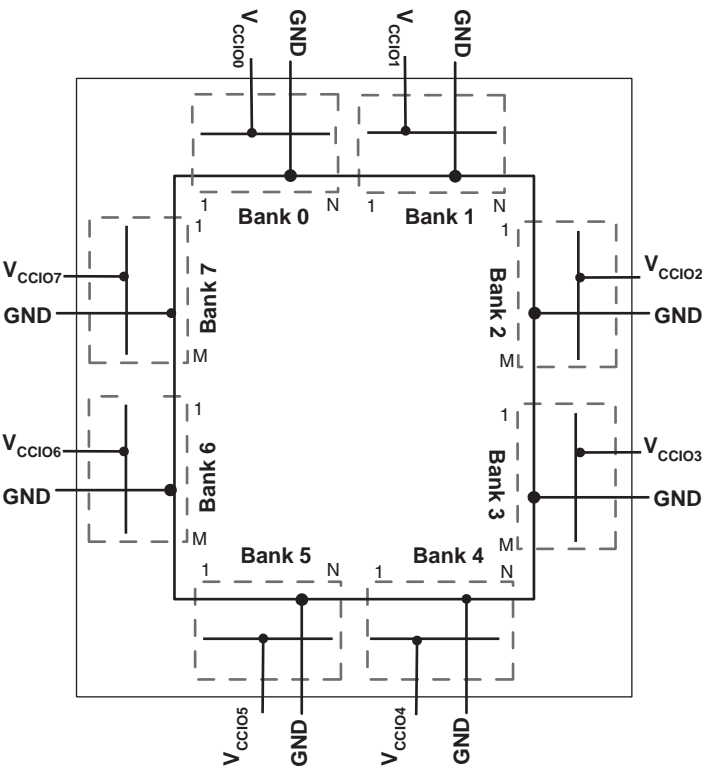 VCCIO0
GND
VCCIO1
GND
1
N
1
N
Bank 0
Bank 1
1
1
VCCIO7
Bank 7
Bank 2
VCCIO2
GND
GND
M
M
1
1
VCCIO6
Bank 6
Bank 3
VCCIO3
GND
GND
M
M
Bank 5
Bank 4
1
N
1
N
VCCIO5
GND
VCCIO4
GND